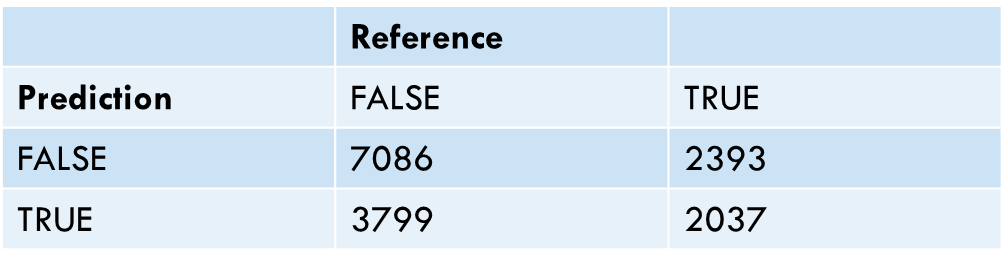 Reference
Prediction FALSE TRUE
FALSE 7086 2393
TRUE 3799 2037